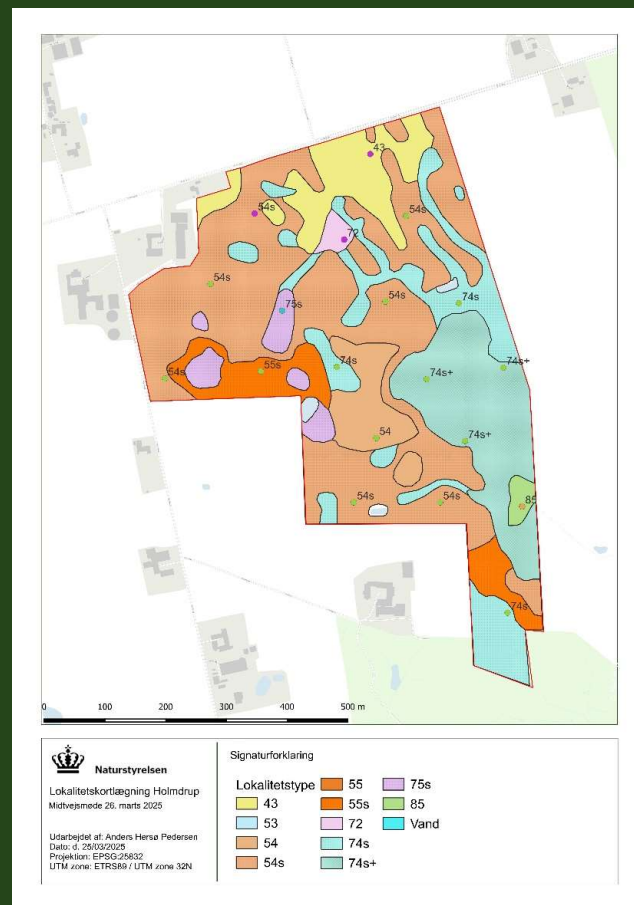 43
54s
54s
72
54s
75s
54s
74s
74s
74s+
54s
55s
74s+
54
74s+
54s
54s
85
74s
0 100 200 300 400 500 m
Naturstyrelsen
Lokalitetskortlægning Holmdrup
Midtvejsmøde 26. marts 2025
Udarbejdet af: Anders Hersø Pedersen
Dato: d. 25/03/2025
Projektion: EPSG:25832
UTM zone: ETRS89 / UTM zone 32N
Signaturforklaring
Lokalitetstype
43
53
54
54s
55
55s
72
74s
74s+
75s
85
Vand